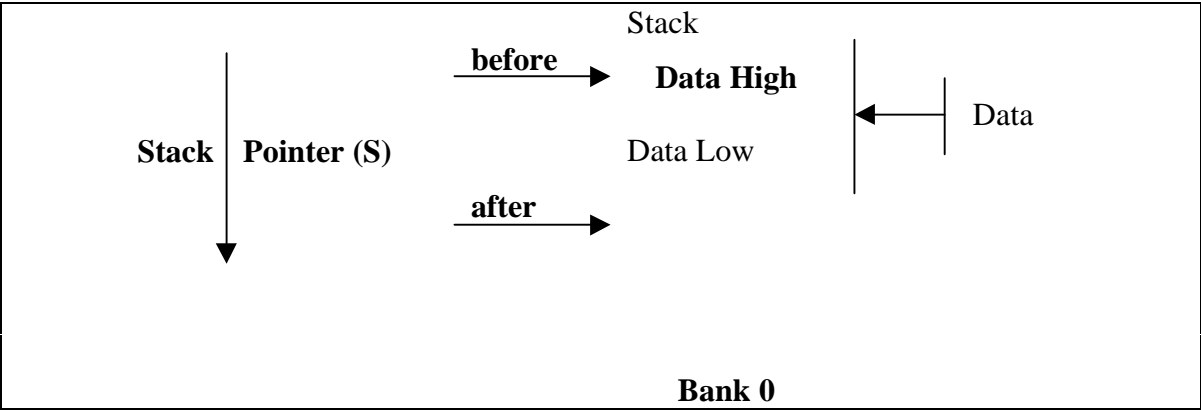 Stack
before
Data High
Data
Stack Pointer (S)
Data Low
after
Bank 0